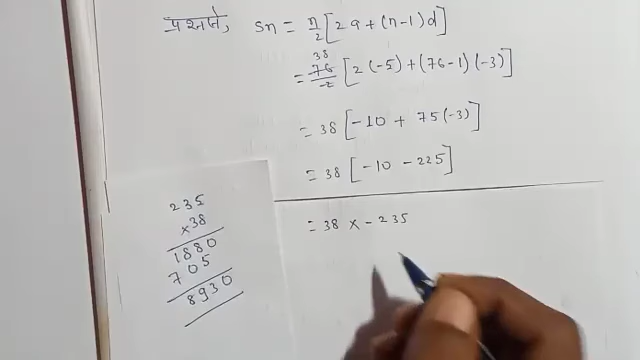 प्रश्नानुसार, Sn = n/2 [2a+(n-1)d]
= 38 76/2 [2(-5)+(76-1)(-3)]
= 38 [-10 + 75(-3)]
= 38 [-10 -225]
= 38 x - 235
235
x38
1880
705
8930